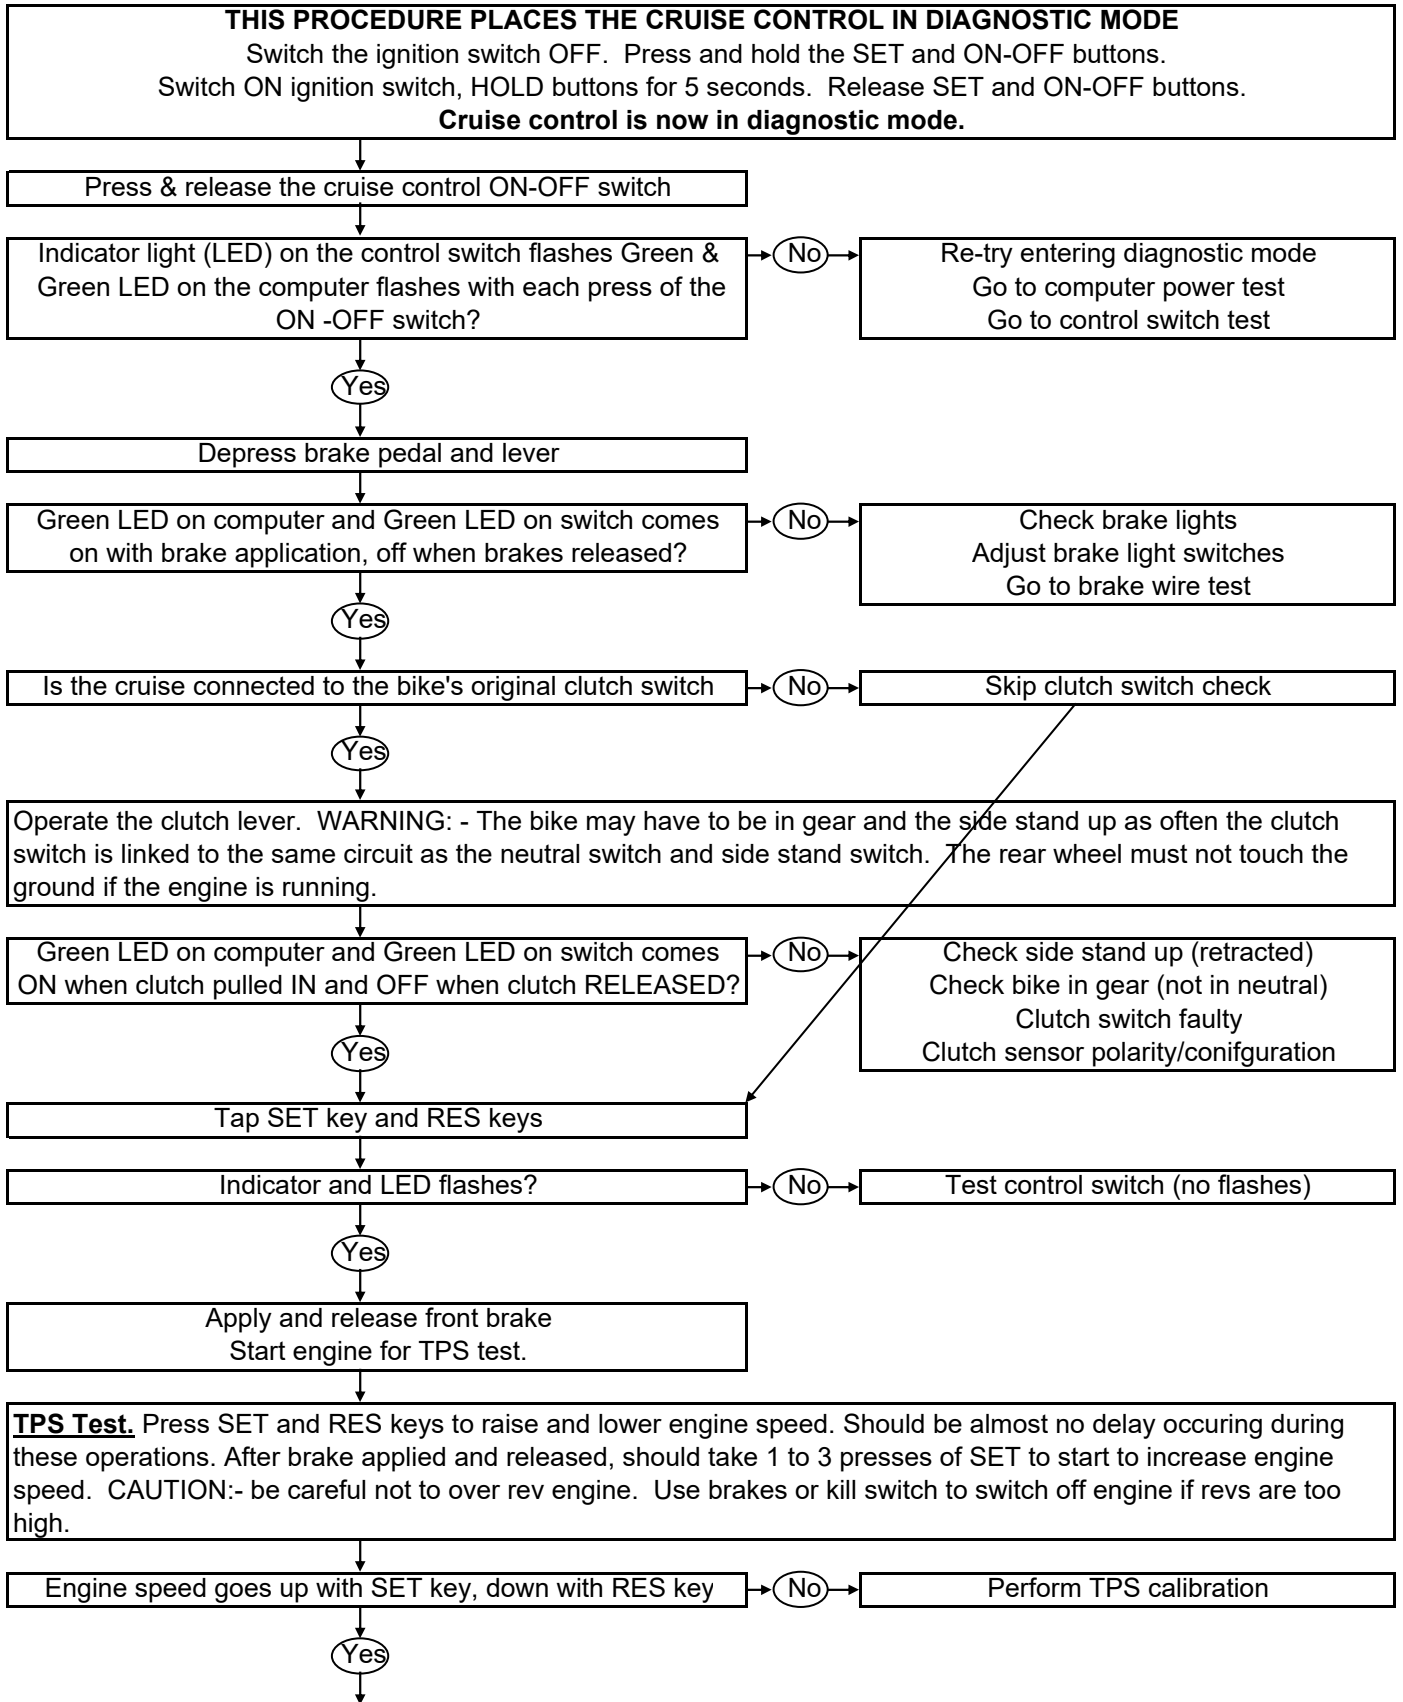 THIS PROCEDURE PLACES THE CRUISE CONTROL IN DIAGNOSTIC MODE
Switch the ignition switch OFF.  Press and hold the SET and ON-OFF buttons.
Switch ON ignition switch, HOLD buttons for 5 seconds.  Release SET and ON-OFF buttons.
Cruise control is now in diagnostic mode.
Press & release the cruise control ON-OFF switch
Indicator light (LED) on the control switch flashes Green &
Green LED on the computer flashes with each press of the
ON -OFF switch?
No
Re-try entering diagnostic mode
Go to computer power test
Go to control switch test
Yes
Depress brake pedal and lever
Green LED on computer and Green LED on switch comes
on with brake application, off when brakes released?
No
Check brake lights
Adjust brake light switches
Go to brake wire test
Yes
Is the cruise connected to the bike's original clutch switch
No
Skip clutch switch check
Yes
Operate the clutch lever.  WARNING: - The bike may have to be in gear and the side stand up as often the clutch
switch is linked to the same circuit as the neutral switch and side stand switch.  The rear wheel must not touch the
ground if the engine is running.
Green LED on computer and Green LED on switch comes
ON when clutch pulled IN and OFF when clutch RELEASED?
No
Check side stand up (retracted)
Check bike in gear (not in neutral)
Clutch switch faulty
Clutch sensor polarity/conifguration
Yes
Tap SET key and RES keys
Indicator and LED flashes?
No
Test control switch (no flashes)
Yes
Apply and release front brake
Start engine for TPS test.
TPS Test. Press SET and RES keys to raise and lower engine speed. Should be almost no delay occuring during
these operations. After brake applied and released, should take 1 to 3 presses of SET to start to increase engine
speed.  CAUTION:- be careful not to over rev engine.  Use brakes or kill switch to switch off engine if revs are too
high.
Engine speed goes up with SET key, down with RES key
No
Perform TPS calibration
Yes